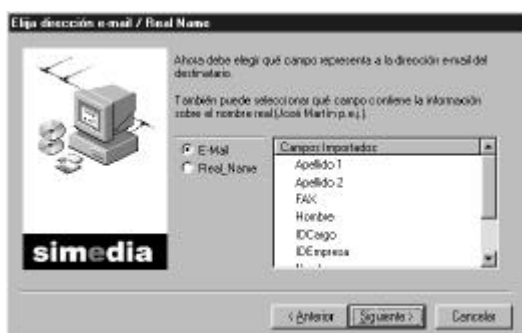 Elija dirección e-mail / Real Name
Ahora debe elegir qué campo representa a la dirección e-mail del
destinatario.
También puede seleccionar qué campo contiene la información
sobre el nombre real (José Martín p.ej.).
E-Mail
Real_Name
Campos Importados
Apellido 1
Apellido 2
FAX
Hombre
IDCargo
IDEmpresa
simedia
< Anterior
Siguiente >
Cancelar